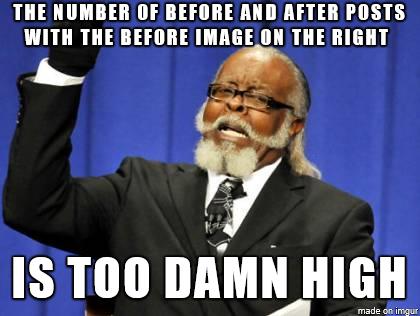 THE NUMBER OF BEFORE AND AFTER POSTS
WITH THE BEFORE IMAGE ON THE RIGHT
IS TOO DAMN HIGH
made on imgur